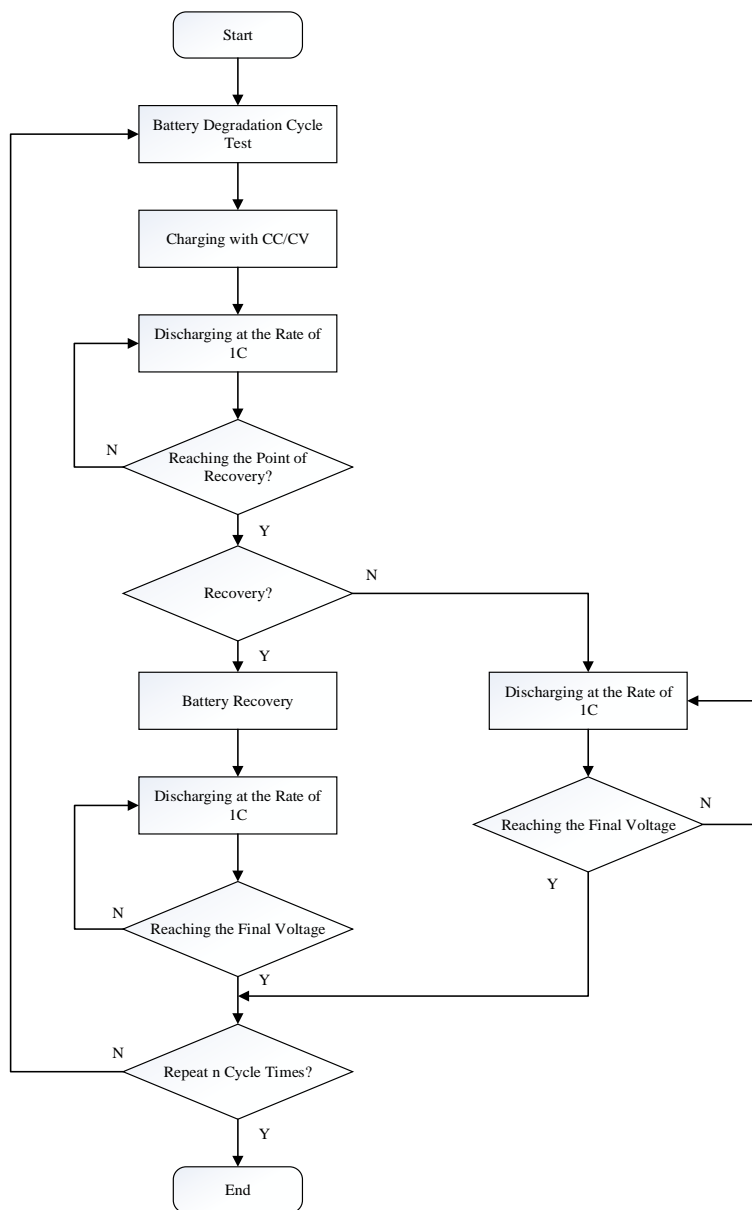 Start
Battery Degradation Cycle
Test
Charging with CC/CV
Discharging at the Rate of
1C
N
Reaching the Point of
Recovery?
Y
Recovery?
N
Y
Battery Recovery
Discharging at the Rate of
1C
Discharging at the Rate of
1C
N
Reaching the Final Voltage
Y
Reaching the Final Voltage
N
Y
N
Repeat n Cycle Times?
Y
End